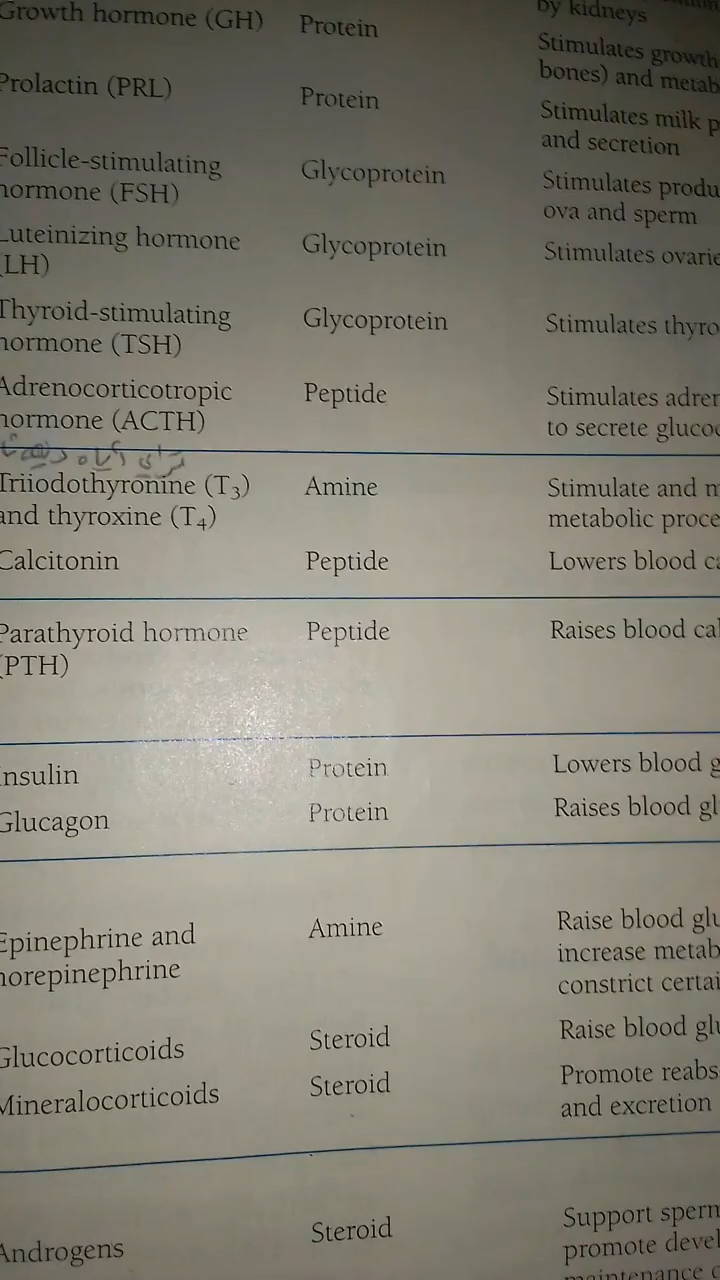 by kidneys
Growth hormone (GH) Protein Stimulates growth
bones) and metab
Prolactin (PRL) Protein Stimulates milk p
and secretion
Follicle-stimulating Glycoprotein Stimulates produ
hormone (FSH) ova and sperm
Luteinizing hormone Glycoprotein Stimulates ovarie
(LH)
Thyroid-stimulating Glycoprotein Stimulates thyro
hormone (TSH)
Adrenocorticotropic Peptide Stimulates adren
hormone (ACTH) to secrete glucoc
Triiodothyronine (T₃) Amine Stimulate and m
and thyroxine (T₄) metabolic proce
Calcitonin Peptide Lowers blood ca
Parathyroid hormone Peptide Raises blood cal
(PTH)
Insulin Protein Lowers blood g
Glucagon Protein Raises blood gl
Epinephrine and Amine Raise blood glu
norepinephrine increase metab
constrict certai
Glucocorticoids Steroid Raise blood glu
Mineralocorticoids Steroid Promote reabs
and excretion
Androgens Steroid Support sperm
promote devel
maintenance